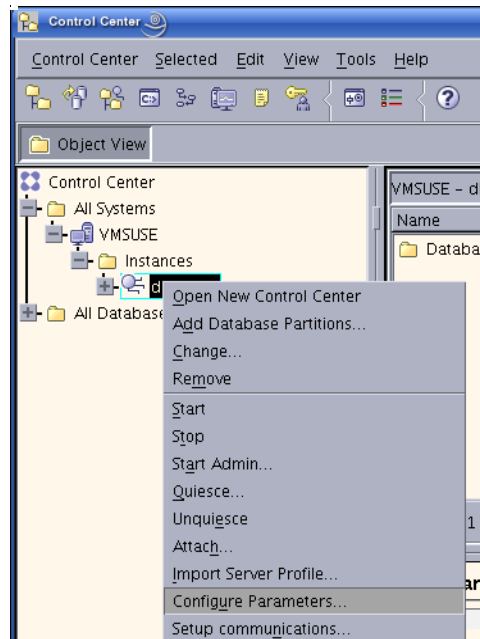 Control Center
Control Center Selected Edit View Tools Help
Object View
Control Center
All Systems
VMSUSE
Instances
d
All Database
VMSUSE - d
Name
Databa
Open New Control Center
Add Database Partitions...
Change...
Remove
Start
Stop
Start Admin...
Quiesce...
Unquiesce
Attach...
Import Server Profile...
Configure Parameters...
Setup communications...
1
ar